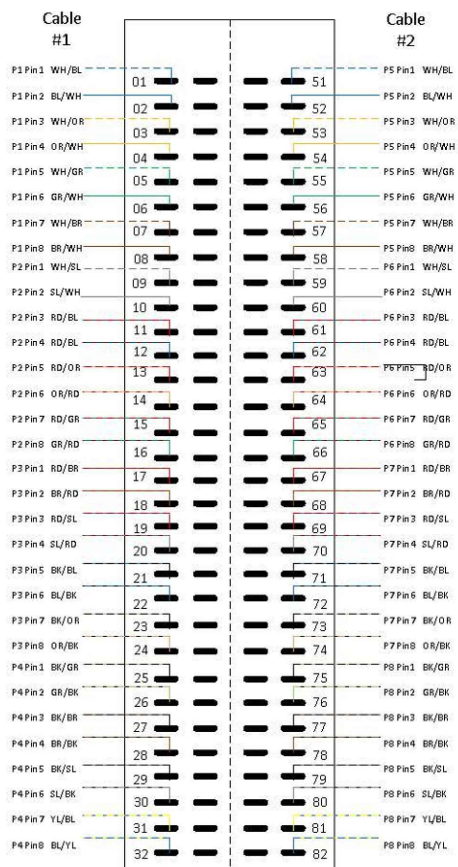 Cable
#1
Cable
#2
P1 Pin1 WH/BL 01 51 P5 Pin1 WH/BL
P1 Pin2 BL/WH 02 52 P5 Pin2 BL/WH
P1 Pin3 WH/OR 03 53 P5 Pin3 WH/OR
P1 Pin4 OR/WH 04 54 P5 Pin4 OR/WH
P1 Pin5 WH/GR 05 55 P5 Pin5 WH/GR
P1 Pin6 GR/WH 06 56 P5 Pin6 GR/WH
P1 Pin7 WH/BR 07 57 P5 Pin7 WH/BR
P1 Pin8 BR/WH 08 58 P5 Pin8 BR/WH
P2 Pin1 WH/SL 09 59 P6 Pin1 WH/SL
P2 Pin2 SL/WH 10 60 P6 Pin2 SL/WH
P2 Pin3 RD/BL 11 61 P6 Pin3 RD/BL
P2 Pin4 RD/BL 12 62 P6 Pin4 RD/BL
P2 Pin5 RD/OR 13 63 P6 Pin5 RD/OR
P2 Pin6 OR/RD 14 64 P6 Pin6 OR/RD
P2 Pin7 RD/GR 15 65 P6 Pin7 RD/GR
P2 Pin8 GR/RD 16 66 P6 Pin8 GR/RD
P3 Pin1 RD/BR 17 67 P7 Pin1 RD/BR
P3 Pin2 BR/RD 18 68 P7 Pin2 BR/RD
P3 Pin3 RD/SL 19 69 P7 Pin3 RD/SL
P3 Pin4 SL/RD 20 70 P7 Pin4 SL/RD
P3 Pin5 BK/BL 21 71 P7 Pin5 BK/BL
P3 Pin6 BL/BK 22 72 P7 Pin6 BL/BK
P3 Pin7 BK/OR 23 73 P7 Pin7 BK/OR
P3 Pin8 OR/BK 24 74 P7 Pin8 OR/BK
P4 Pin1 BK/GR 25 75 P8 Pin1 BK/GR
P4 Pin2 GR/BK 26 76 P8 Pin2 GR/BK
P4 Pin3 BK/BR 27 77 P8 Pin3 BK/BR
P4 Pin4 BR/BK 28 78 P8 Pin4 BR/BK
P4 Pin5 BK/SL 29 79 P8 Pin5 BK/SL
P4 Pin6 SL/BK 30 80 P8 Pin6 SL/BK
P4 Pin7 YL/BL 31 81 P8 Pin7 YL/BL
P4 Pin8 BL/YL 32 82 P8 Pin8 BL/YL